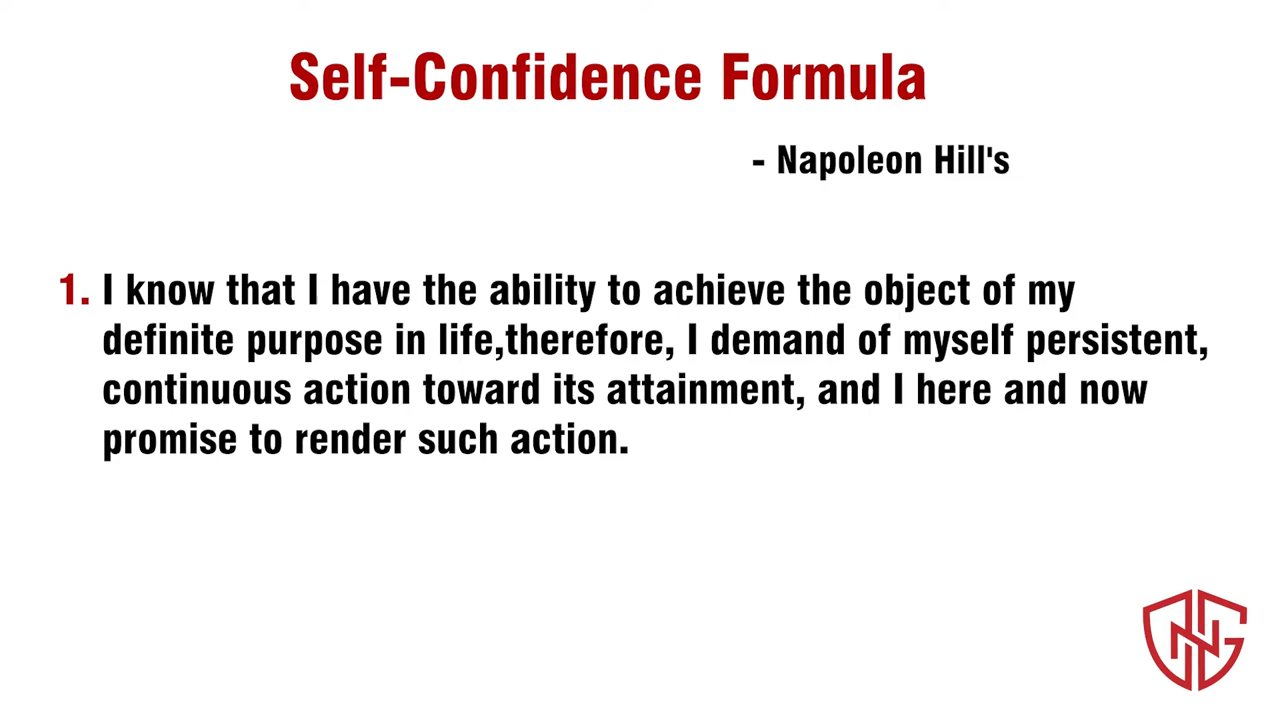 Self-Confidence Formula
- Napoleon Hill's
1. I know that I have the ability to achieve the object of my
definite purpose in life,therefore, I demand of myself persistent,
continuous action toward its attainment, and I here and now
promise to render such action.